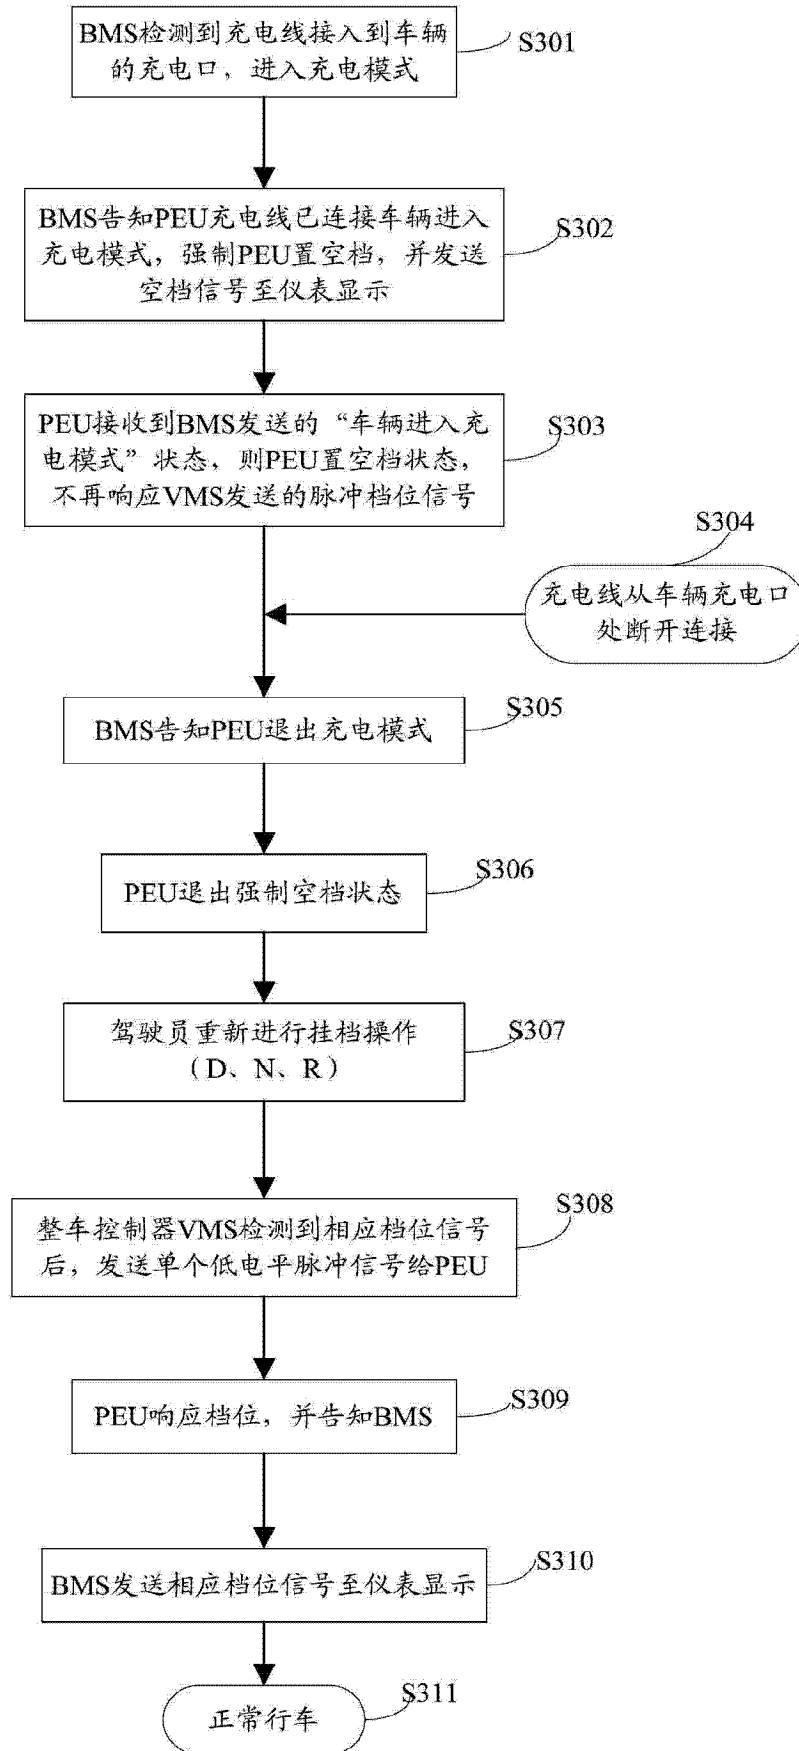 BMS检测到充电线接入到车辆
的充电口，进入充电模式
S301
BMS告知PEU充电线已连接车辆进入
充电模式，强制PEU置空档，并发送
空档信号至仪表显示
S302
PEU接收到BMS发送的“车辆进入充
电模式”状态，则PEU置空档状态，
不再响应VMS发送的脉冲档位信号
S303
S304
充电线从车辆充电口
处断开连接
BMS告知PEU退出充电模式
S305
PEU退出强制空档状态
S306
驾驶员重新进行挂档操作
（D、N、R）
S307
整车控制器VMS检测到相应档位信号
后，发送单个低电平脉冲信号给PEU
S308
PEU响应档位，并告知BMS
S309
BMS发送相应档位信号至仪表显示
S310
正常行车
S311